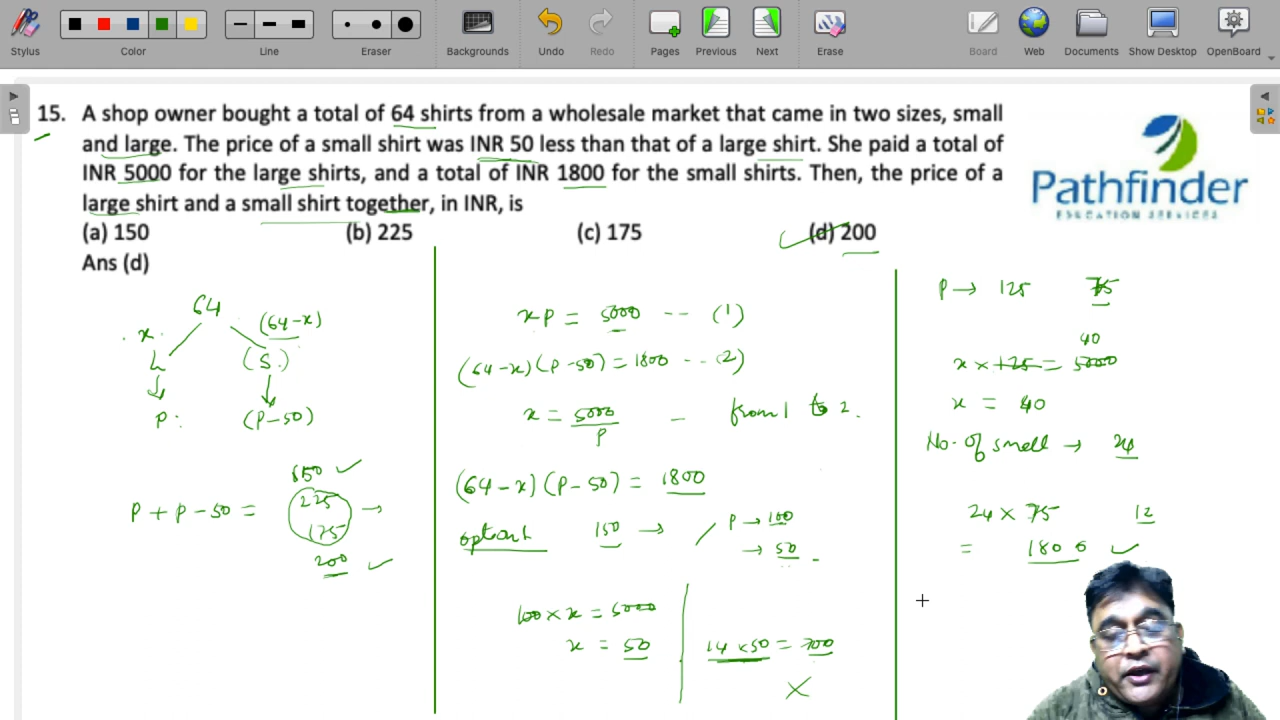 Stylus
Color
Line
Eraser
Backgrounds
Undo
Redo
Pages
Previous
Next
Erase
Board
Web
Documents
Show Desktop
OpenBoard
15. A shop owner bought a total of 64 shirts from a wholesale market that came in two sizes, small
and large. The price of a small shirt was INR 50 less than that of a large shirt. She paid a total of
INR 5000 for the large shirts, and a total of INR 1800 for the small shirts. Then, the price of a
large shirt and a small shirt together, in INR, is
(a) 150 (b) 225 (c) 175 (d) 200
Ans (d)
Pathfinder
EDUCATION SERVICES
64
x (64-x)
L (S)
P (P-50)
P + P - 50 =
150
225
175
200
xP = 5000 -- (1)
(64-x)(P-50) = 1800 -- (2)
x = 5000/P - from 1 to 2.
(64-x)(P-50) = 1800
option 1 150 → P → 100
→ 50
100 × x = 5000
x = 50
14 × 50 = 700
X
P → 125 75
40
x × 125 = 5000
x = 40
No. of small → 24
24 × 75 12
= 1800